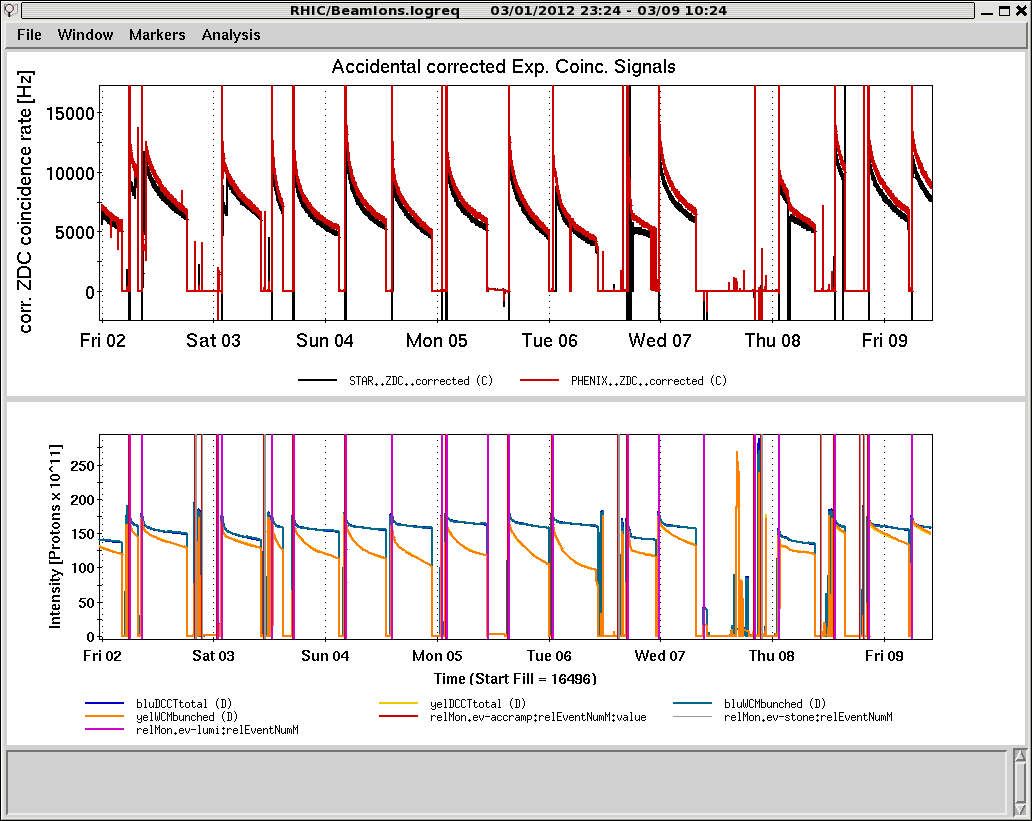 RHIC/BeamIons.logreq 03/01/2012 23:24 - 03/09 10:24
File Window Markers Analysis
Accidental corrected Exp. Coinc. Signals
corr. ZDC coincidence rate [Hz]
15000
10000
5000
0
Fri 02 Sat 03 Sun 04 Mon 05 Tue 06 Wed 07 Thu 08 Fri 09
STAR..ZDC..corrected (C) PHENIX..ZDC..corrected (C)
Intensity [Protons x 10^11]
250
200
150
100
50
0
Fri 02 Sat 03 Sun 04 Mon 05 Tue 06 Wed 07 Thu 08 Fri 09
Time (Start Fill = 16496)
bluDCCTtotal (D) yelDCCTtotal (D) bluWCMbunched (D)
yelWCMbunched (D) relMon.ev-accramp:relEventNumM:value relMon.ev-stone:relEventNumM
relMon.ev-lumi:relEventNumM